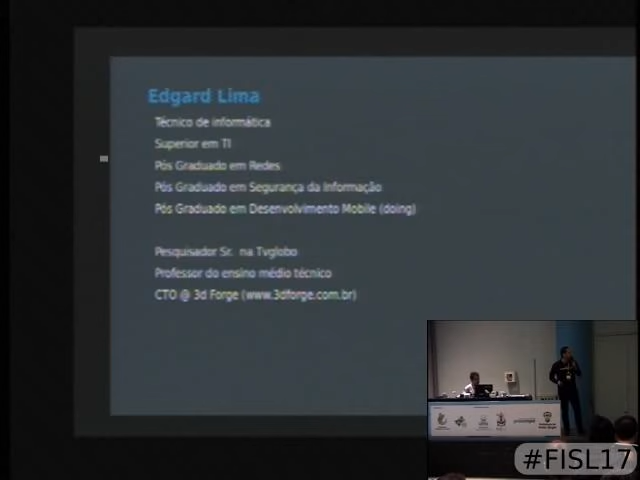 Edgard Lima
Técnico de informática
Superior em TI
Pós Graduado em Redes
Pós Graduado em Segurança da Informação
Pós Graduado em Desenvolvimento Mobile (doing)
Pesquisador Sr. na Tvglobo
Professor do ensino médio técnico
CTO @ 3d Forge (www.3dforge.com.br)
#FISL17